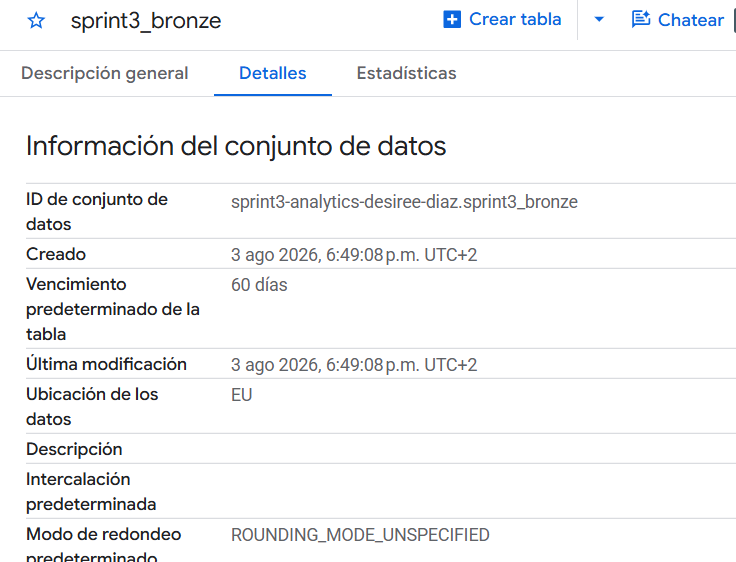 sprint3_bronze
Crear tabla
Chatear
Descripción general
Detalles
Estadísticas
Información del conjunto de datos
ID de conjunto de
datos
sprint3-analytics-desiree-diaz.sprint3_bronze
Creado
3 ago 2026, 6:49:08 p.m. UTC+2
Vencimiento
predeterminado de la
tabla
60 días
Última modificación
3 ago 2026, 6:49:08 p.m. UTC+2
Ubicación de los
datos
EU
Descripción
Intercalación
predeterminada
Modo de redondeo
predeterminado
ROUNDING_MODE_UNSPECIFIED